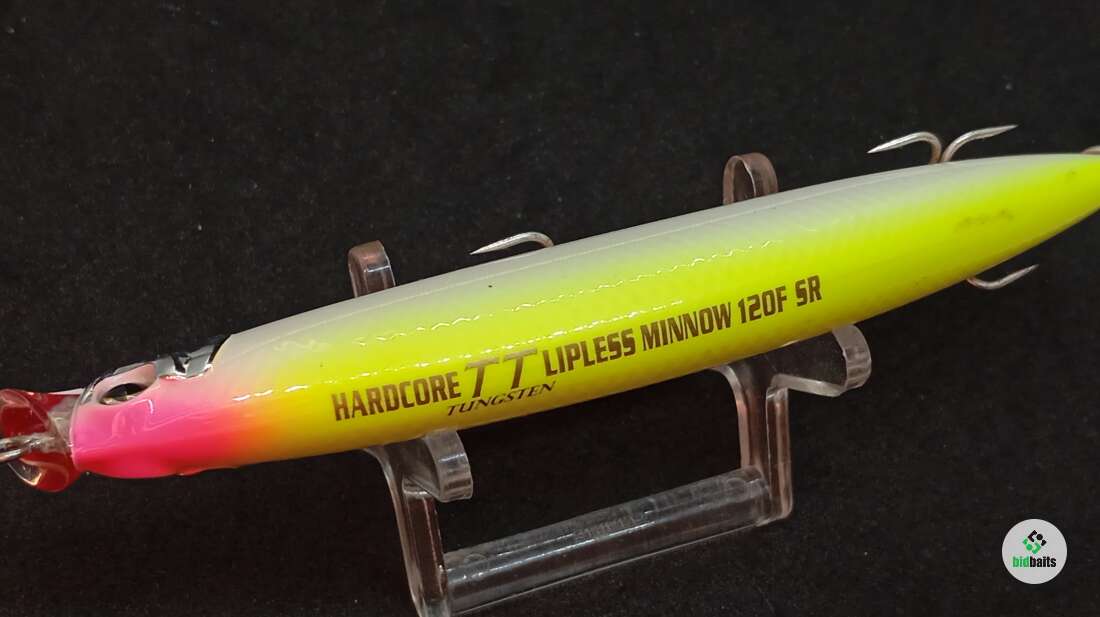 HARDCORE TT LIPLESS MINNOW 120F SR
TUNGSTEN
bidbaits